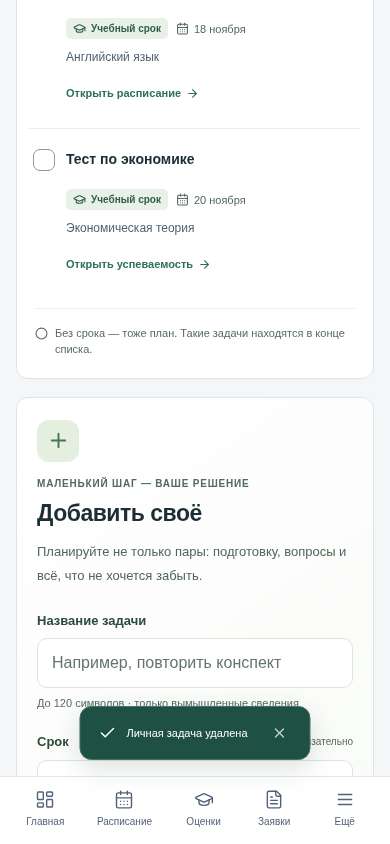 Учебный срок 18 ноября
Английский язык
Открыть расписание →
Тест по экономике
Учебный срок 20 ноября
Экономическая теория
Открыть успеваемость →
Без срока — тоже план. Такие задачи находятся в конце
списка.
МАЛЕНЬКИЙ ШАГ — ВАШЕ РЕШЕНИЕ
Добавить своё
Планируйте не только пары: подготовку, вопросы и
всё, что не хочется забыть.
Название задачи
Например, повторить конспект
До 120 символов · только вымышленные сведения
Срок
Личная задача удалена
Главная Расписание Оценки Заявки Ещё